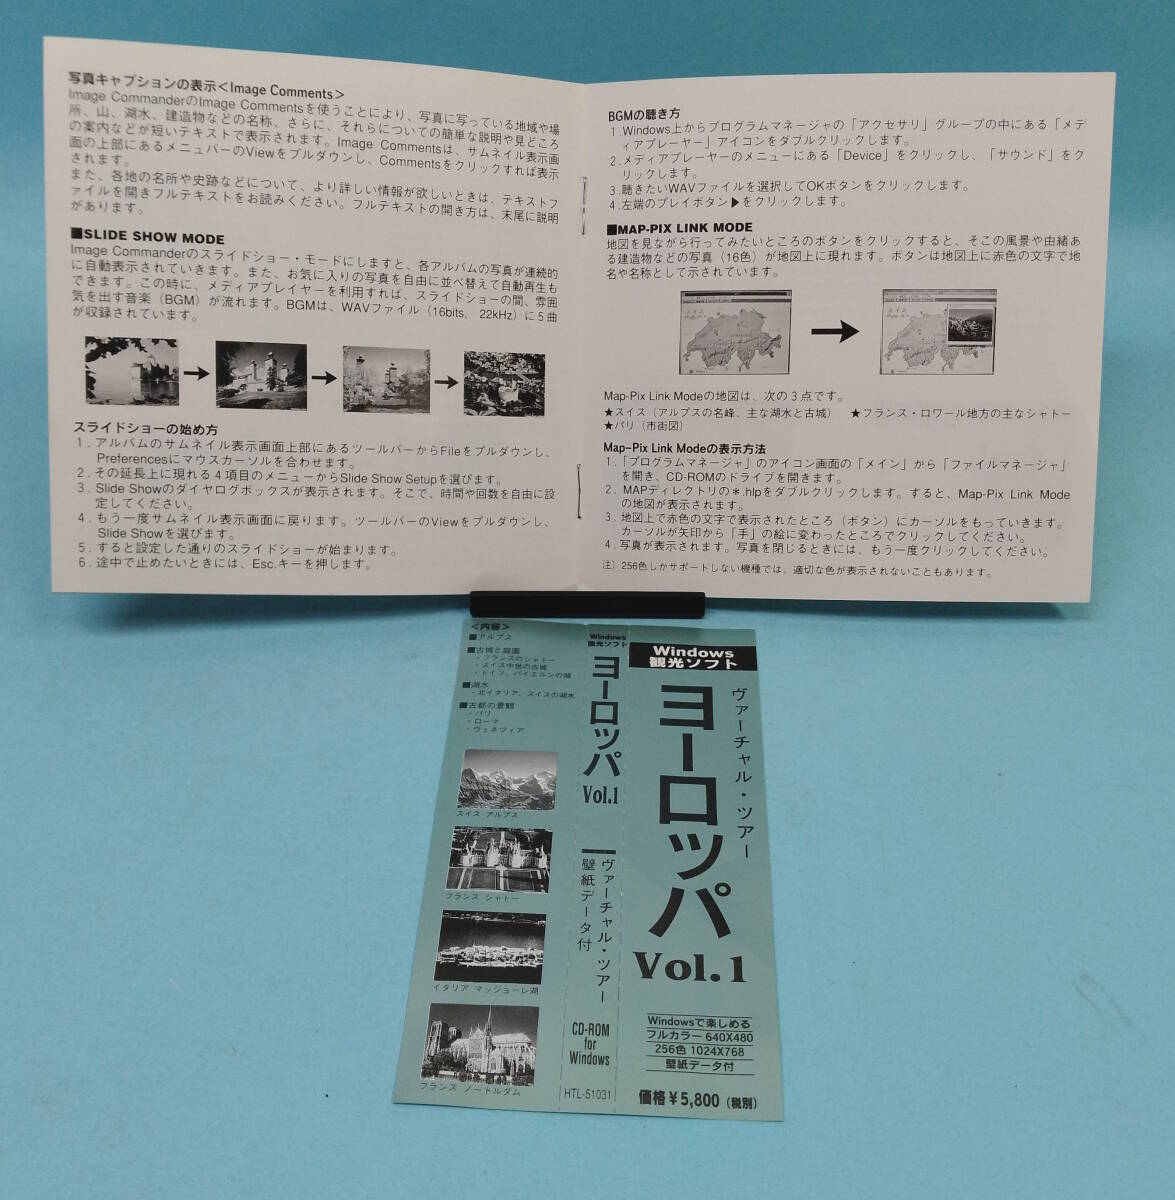 写真キャプションの表示＜Image Comments＞
Image CommanderのImage Commentsを使うことにより、写真に写っている地域や場
所、山、湖水、建造物などの名称、さらに、それらについての簡単な説明や見どころ
の案内などが短いテキストで表示されます。Image Commentsは、サムネイル表示画
面の上部にあるメニュバーのViewをプルダウンし、Commentsをクリックすれば表示
されます。
また、各地の名所や史跡などについて、より詳しい情報が欲しいときは、テキストフ
ァイルを開きフルテキストをお読みください。フルテキストの開き方は、末尾に説明
があります。
■SLIDE SHOW MODE
Image Commanderのスライドショー・モードにしますと、各アルバムの写真が連続的
に自動表示されていきます。また、お気に入りの写真を自由に並べ替えて自動再生も
できます。この時に、メディアプレイヤーを利用すれば、スライドショーの間、雰囲
気を出す音楽（BGM）が流れます。BGMは、WAVファイル（16bits, 22kHz）に５曲
が収録されています。
スライドショーの始め方
1．アルバムのサムネイル表示画面上部にあるツールバーからFileをプルダウンし、
Preferencesにマウスカーソルを合わせます。
2．その延長上に現れる４項目のメニューからSlide Show Setupを選びます。
3．Slide Showのダイヤログボックスが表示されます。そこで、時間や回数を自由に設
定してください。
4．もう一度サムネイル表示画面に戻ります。ツールバーのViewをプルダウンし、
Slide Showを選びます。
5．すると設定した通りのスライドショーが始まります。
6．途中で止めたいときには、Esc.キーを押します。
BGMの聴き方
1．Windows上からプログラムマネージャの「アクセサリ」グループの中にある「メデ
ィアプレーヤー」アイコンをダブルクリックします。
2．メディアプレーヤーのメニューにある「Device」をクリックし、「サウンド」をク
リックします。
3．聴きたいWAVファイルを選択してOKボタンをクリックします。
4．左端のプレイボタン▶をクリックします。
■MAP-PIX LINK MODE
地図を見ながら行ってみたいところのボタンをクリックすると、そこの風景や由緒あ
る建造物などの写真（16色）が地図上に現れます。ボタンは地図上に赤色の文字で地
名や名称として示されています。
スイス
スイス
Map-Pix Link Modeの地図は、次の３点です。
★スイス（アルプスの名峰、主な湖水と古城） ★フランス・ロワール地方の主なシャトー
★パリ（市街図）
Map-Pix Link Modeの表示方法
1．「プログラムマネージャ」のアイコン画面の「メイン」から「ファイルマネージャ」
を開き、CD-ROMのドライブを開きます。
2．MAPディレクトリの＊.hlpをダブルクリックします。すると、Map-Pix Link Mode
の地図が表示されます。
3．地図上で赤色の文字で表示されたところ（ボタン）にカーソルをもっていきます。
カーソルが矢印から「手」の絵に変わったところでクリックしてください。
4．写真が表示されます。写真を閉じるときには、もう一度クリックしてください。
注）256色しかサポートしない機種では、適切な色が表示されないこともあります。
＜内容＞
■アルプス
■古城と庭園
・フランスのシャトー
・スイス中世の古城
・ドイツ、バイエルンの城
■湖水
・北イタリア、スイスの湖水
■古都の景観
・パリ
・ローマ
・ヴェネツィア
スイス アルプス
フランス シャトー
イタリア マッジョーレ湖
フランス ノートルダム
Windows
観光ソフト
ヨーロッパ
Vol.1
ヴァーチャル・ツアー
壁紙データ付
CD-ROM
for
Windows
HTL-51031
Windows
観光ソフト
ヴァーチャル・ツアー
ヨーロッパ
Vol.1
Windowsで楽しめる
フルカラー 640X480
256色 1024X768
壁紙データ付
価格￥5,800（税別）